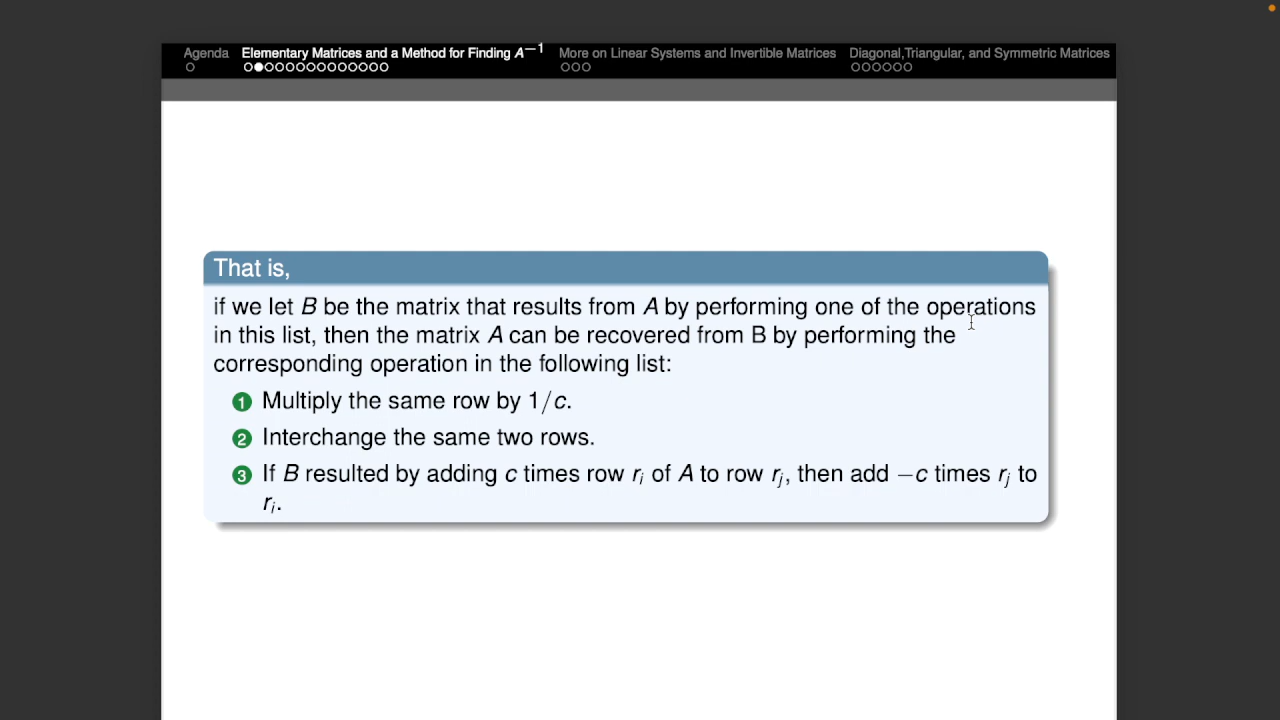 Agenda
Elementary Matrices and a Method for Finding A⁻¹
More on Linear Systems and Invertible Matrices
Diagonal,Triangular, and Symmetric Matrices
That is,
if we let B be the matrix that results from A by performing one of the operations
in this list, then the matrix A can be recovered from B by performing the
corresponding operation in the following list:
1 Multiply the same row by 1/c.
2 Interchange the same two rows.
3 If B resulted by adding c times row rᵢ of A to row rⱼ, then add −c times rⱼ to
rᵢ.